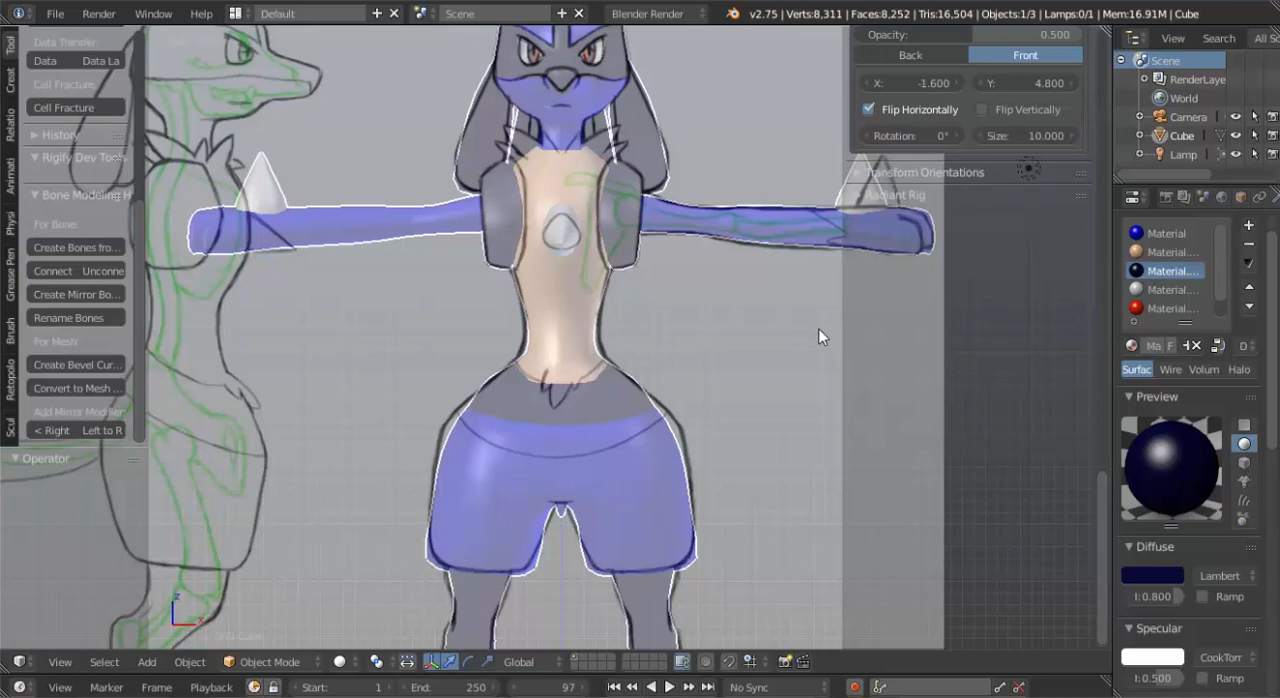 File Render Window Help Default Scene Blender Render v2.75 | Verts:8,311 | Faces:8,252 | Tris:16,504 | Objects:1/3 | Lamps:0/1 | Mem:16.91M | Cube
Tool
Creat
Relatio
Animati
Physi
Grease Pen
Brush
Retopolo
Scul
Data Transfer:
Data Data La
Cell Fracture:
Cell Fracture
History
Rigify Dev Tools
Bone Modeling H
For Bone:
Create Bones fro...
Connect Unconne
Create Mirror Bo...
Rename Bones
For Mesh:
Create Bevel Cur...
Convert to Mesh ...
Add Mirror Modifier
< Right Left to R
Operator
Opacity: 0.500
Back Front
X: -1.600 Y: 4.800
Flip Horizontally Flip Vertically
Rotation: 0° Size: 10.000
Transform Orientations
Radiant Rig
View Search All Sc
Scene
RenderLaye
World
Camera
Cube
Lamp
Material
Material....
Material....
Material....
Material....
Ma F D
Surfac Wire Volum Halo
Preview
Diffuse
Lambert
I:0.800 Ramp
Specular
CookTorr
I:0.500 Ramp
z
x
View Select Add Object Object Mode Global
View Marker Frame Playback Start: 1 End: 250 97 No Sync